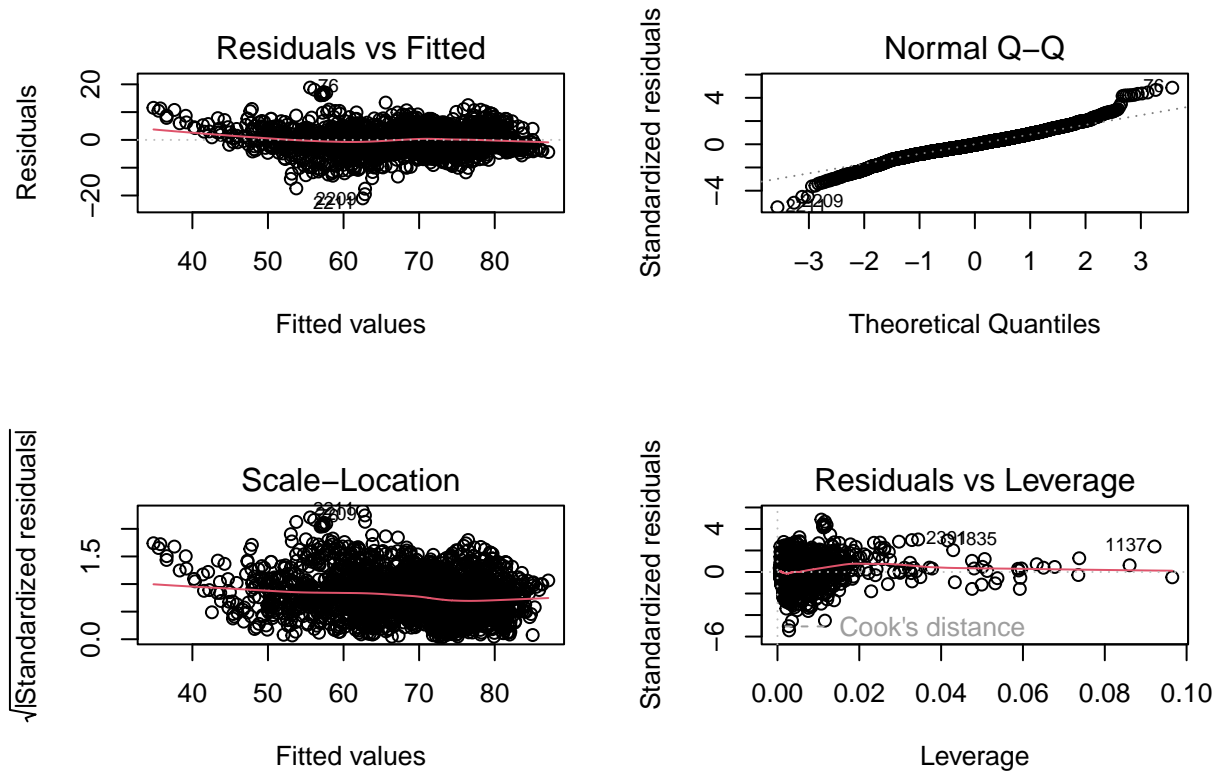 Residuals vs Fitted
Residuals
20
0
−20
76
2209
2211
40 50 60 70 80
Fitted values
Normal Q−Q
Standardized residuals
4
0
−4
76
2209
−3 −2 −1 0 1 2 3
Theoretical Quantiles
Scale−Location
√|Standardized residuals|
1.5
0.0
40 50 60 70 80
Fitted values
Residuals vs Leverage
Standardized residuals
4
0
−6
2391
1835
1137
Cook's distance
0.00 0.02 0.04 0.06 0.08 0.10
Leverage